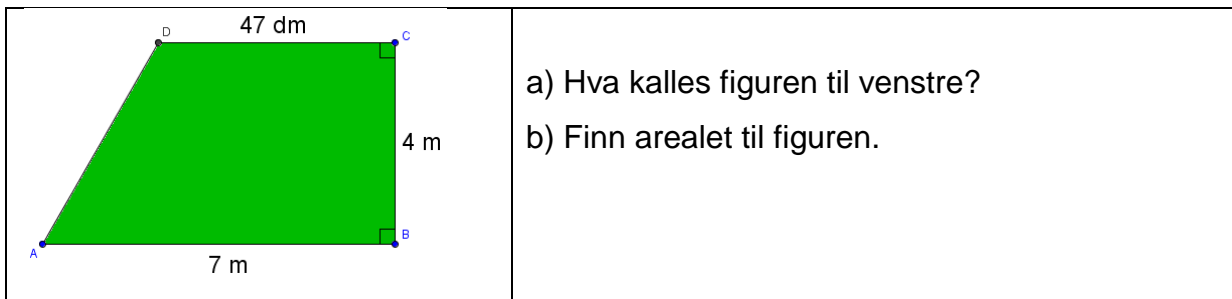 D
47 dm
C
a) Hva kalles figuren til venstre?
4 m
b) Finn arealet til figuren.
B
A
7 m